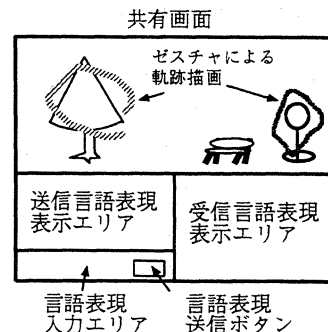 共有画面
ゼスチャによる
軌跡描画
送信言語表現
表示エリア
受信言語表現
表示エリア
言語表現
入力エリア
言語表現
送信ボタン